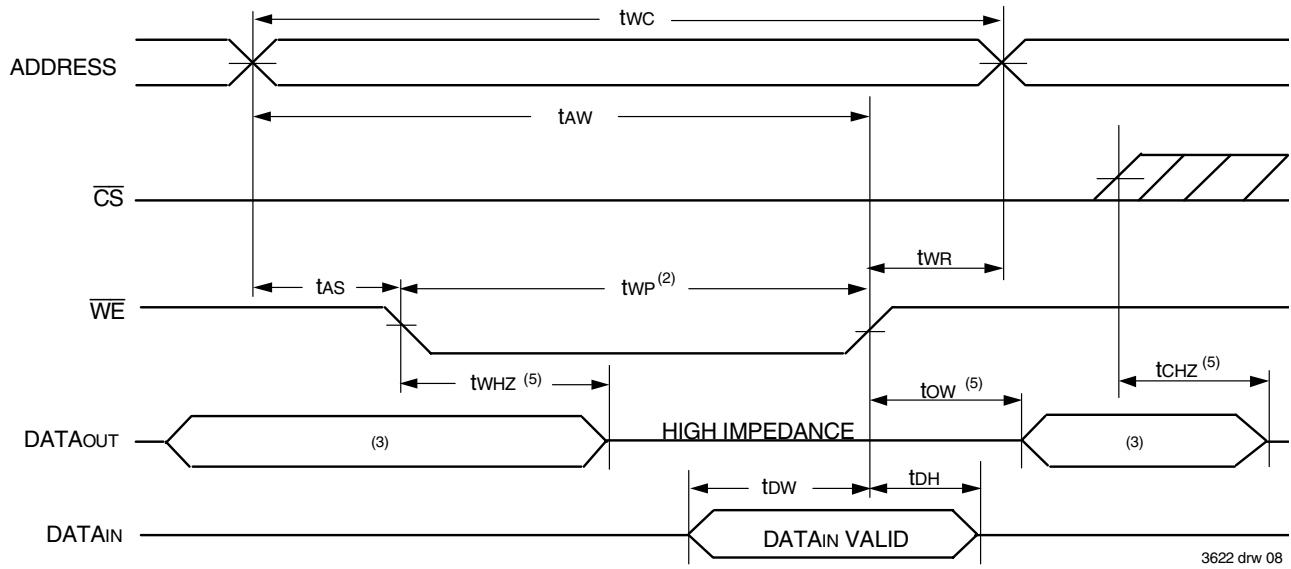 tWC
ADDRESS
tAW
CS
tWR
tAS
tWP(2)
WE
tWHZ (5)
tOW (5)
tCHZ (5)
DATAOUT
(3)
HIGH IMPEDANCE
(3)
tDW
tDH
DATAIN
DATAIN VALID
3622 drw 08